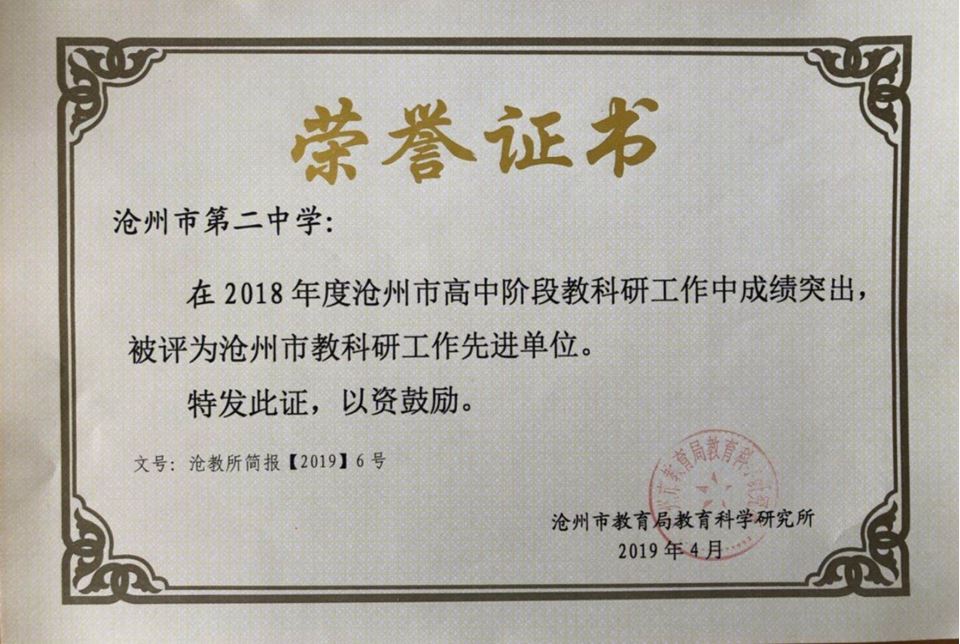 荣誉证书
沧州市第二中学:
在2018年度沧州市高中阶段教科研工作中成绩突出，
被评为沧州市教科研工作先进单位。
特发此证，以资鼓励。
文号：沧教所简报【2019】6号
沧州市教育局教育科学研究所
2019年4月